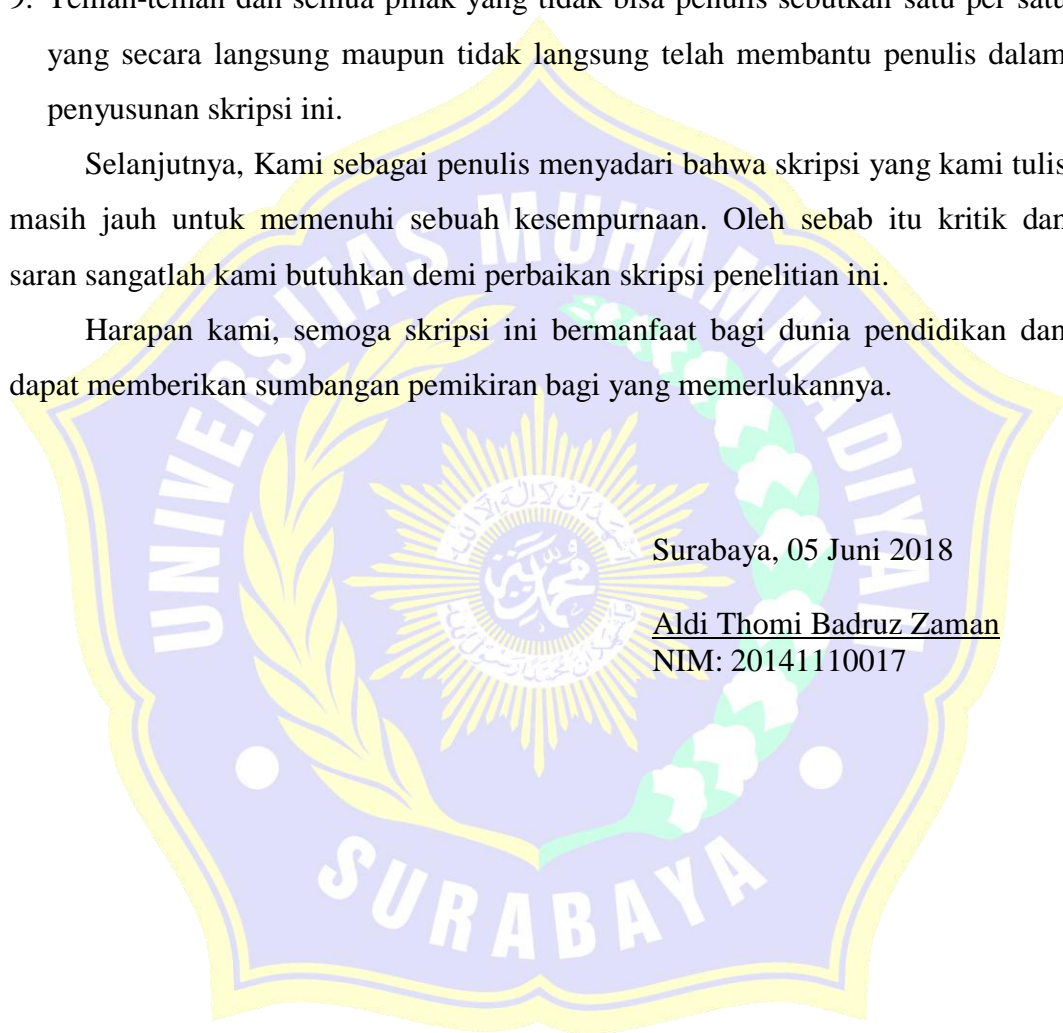 9. Teman-teman dan semua pihak yang tidak bisa penulis sebutkan satu per satu
yang secara langsung maupun tidak langsung telah membantu penulis dalam
penyusunan skripsi ini.
Selanjutnya, Kami sebagai penulis menyadari bahwa skripsi yang kami tulis
masih jauh untuk memenuhi sebuah kesempurnaan. Oleh sebab itu kritik dan
saran sangatlah kami butuhkan demi perbaikan skripsi penelitian ini.
Harapan kami, semoga skripsi ini bermanfaat bagi dunia pendidikan dan
dapat memberikan sumbangan pemikiran bagi yang memerlukannya.
Surabaya, 05 Juni 2018
Aldi Thomi Badruz Zaman
NIM: 20141110017
UNIVERSITAS MUHAMMADIYAH
SURABAYA